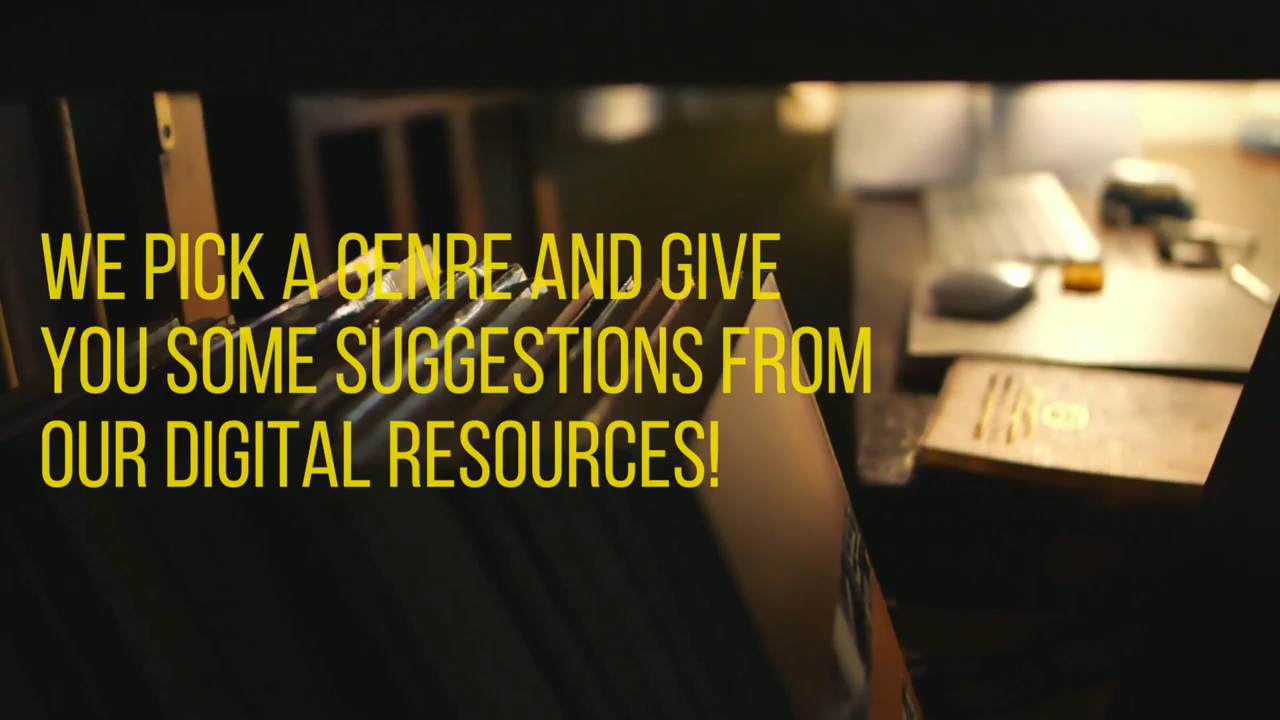 WE PICK A GENRE AND GIVE
YOU SOME SUGGESTIONS FROM
OUR DIGITAL RESOURCES!